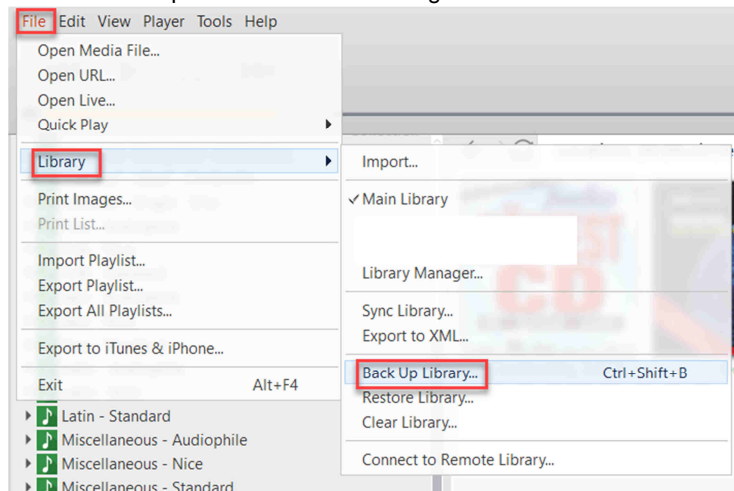 File Edit View Player Tools Help
Open Media File...
Open URL...
Open Live...
Quick Play
Library
Print Images...
Print List...
Import Playlist...
Export Playlist...
Export All Playlists...
Export to iTunes & iPhone...
Exit Alt+F4
Import...
Main Library
Library Manager...
Sync Library...
Export to XML...
Back Up Library... Ctrl+Shift+B
Restore Library...
Clear Library...
Connect to Remote Library...
CD
Latin - Standard
Miscellaneous - Audiophile
Miscellaneous - Nice
Miscellaneous - Standard